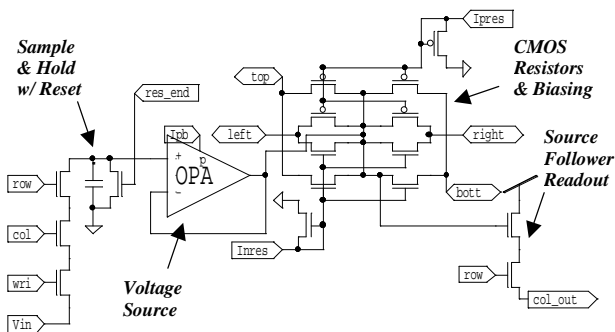 Ipres
Sample
& Hold
w/ Reset
CMOS
Resistors
& Biasing
top
res_end
left
right
Ipb
p
+
OPA
−
row
Source
Follower
Readout
bott
col
Inres
wri
Voltage
Source
row
col_out
Vin